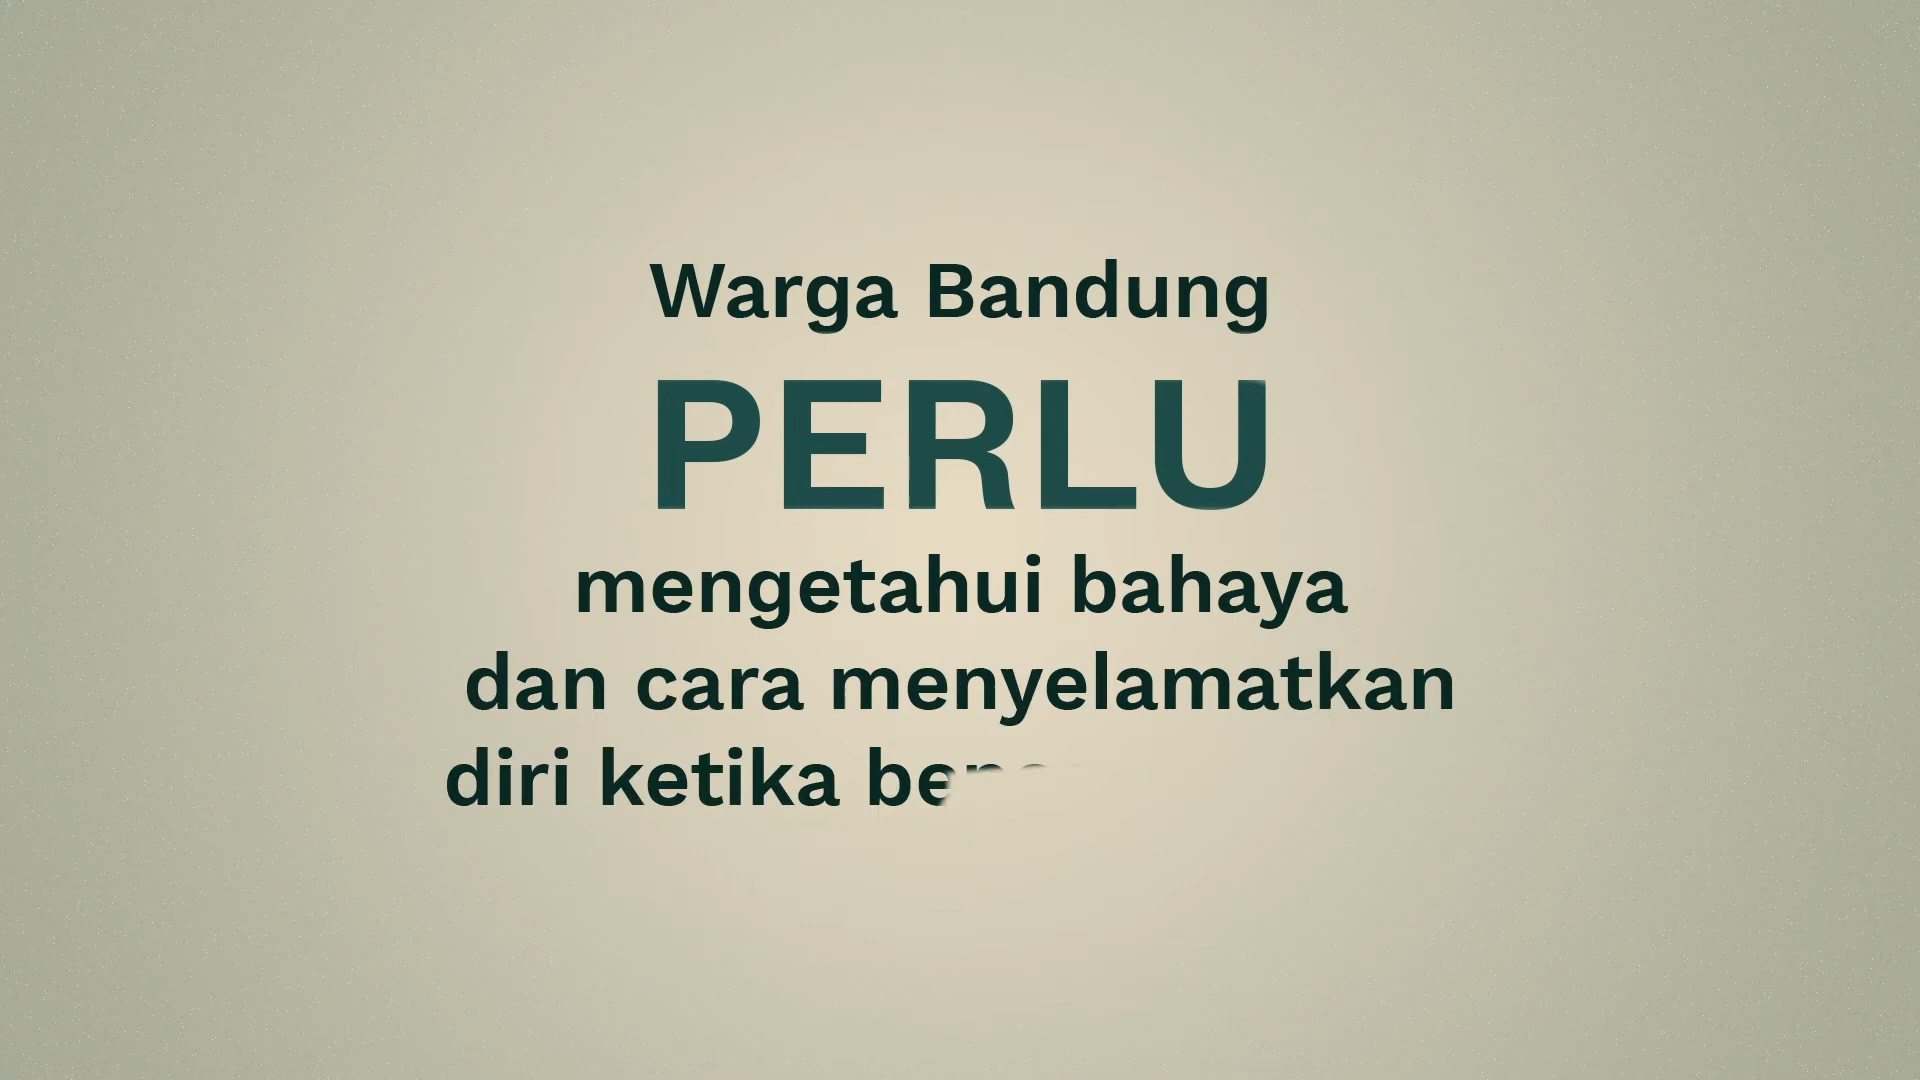 Warga Bandung
PERLU
mengetahui bahaya
dan cara menyelamatkan
diri ketika